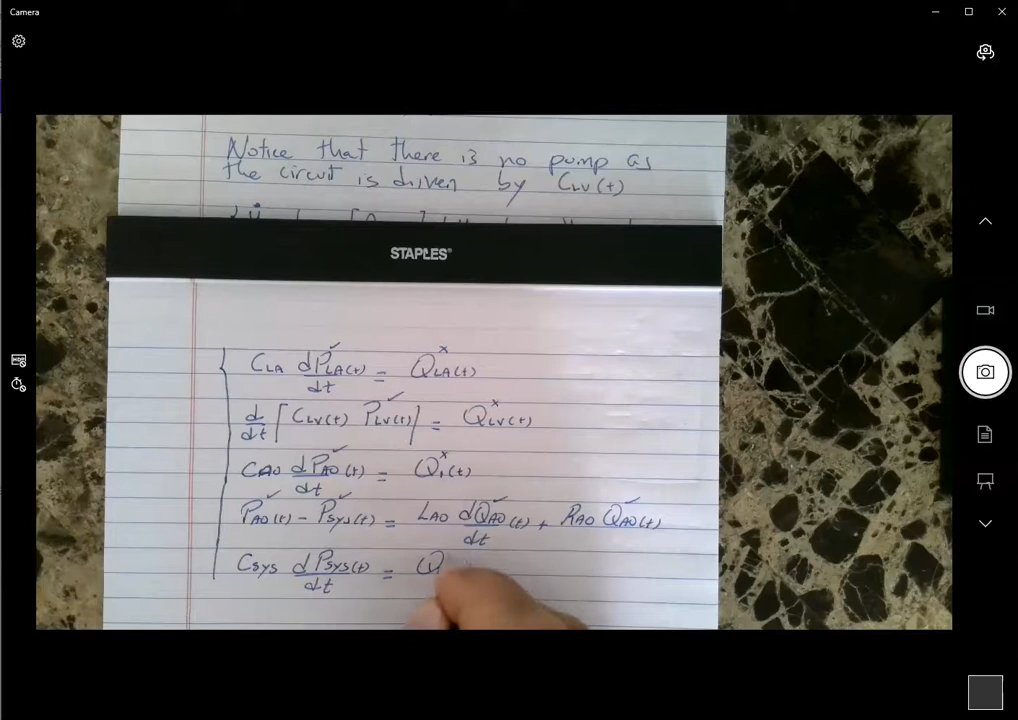 Camera
Notice that there is no pump as
the circuit is driven by CLV(t)
STAPLES
CLA dPLA(t)/dt = QLA(t)
d/dt [CLV(t) PLV(t)] = QLV(t)
CAO dPAO(t)/dt = Q1(t)
PAO(t) - Psys(t) = LAO dQAO(t)/dt + RAO QAO(t)
Csys dPsys(t)/dt = Q